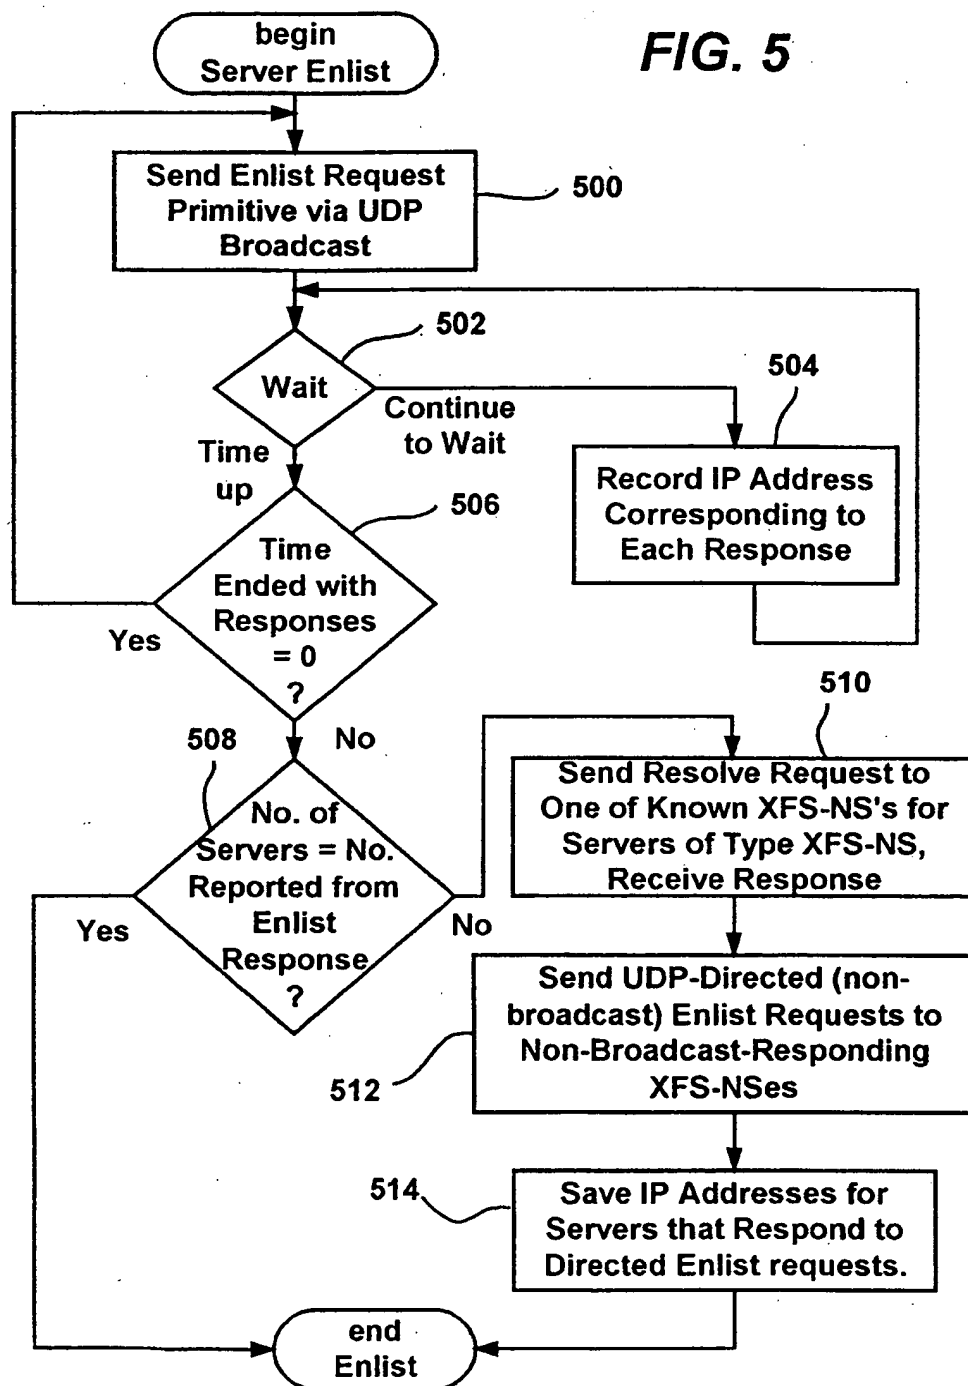 begin
Server Enlist
FIG. 5
Send Enlist Request
Primitive via UDP
Broadcast
500
502
Wait
Continue
to Wait
504
Time
up
Record IP Address
Corresponding to
Each Response
506
Time
Ended with
Responses
= 0
?
Yes
No
508
510
No. of
Servers = No.
Reported from
Enlist
Response
?
Yes
No
Send Resolve Request to
One of Known XFS-NS's for
Servers of Type XFS-NS,
Receive Response
Send UDP-Directed (non-
broadcast) Enlist Requests to
Non-Broadcast-Responding
XFS-NSes
512
514
Save IP Addresses for
Servers that Respond to
Directed Enlist requests.
end
Enlist